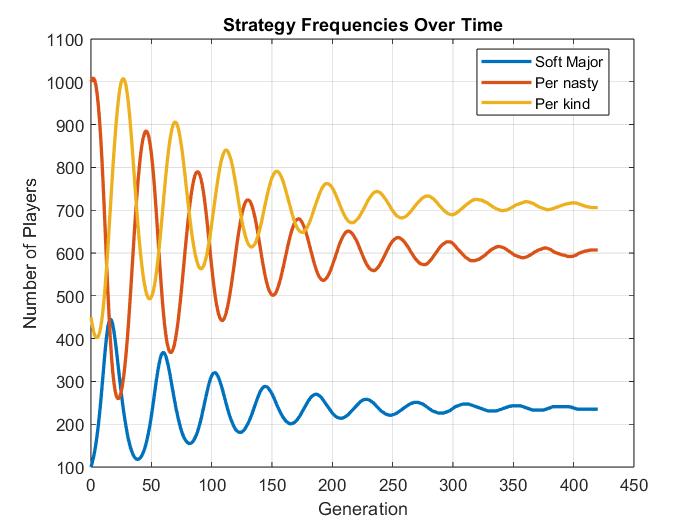 Strategy Frequencies Over Time
Soft Major
Per nasty
Per kind
Number of Players
1100
1000
900
800
700
600
500
400
300
200
100
0 50 100 150 200 250 300 350 400 450
Generation